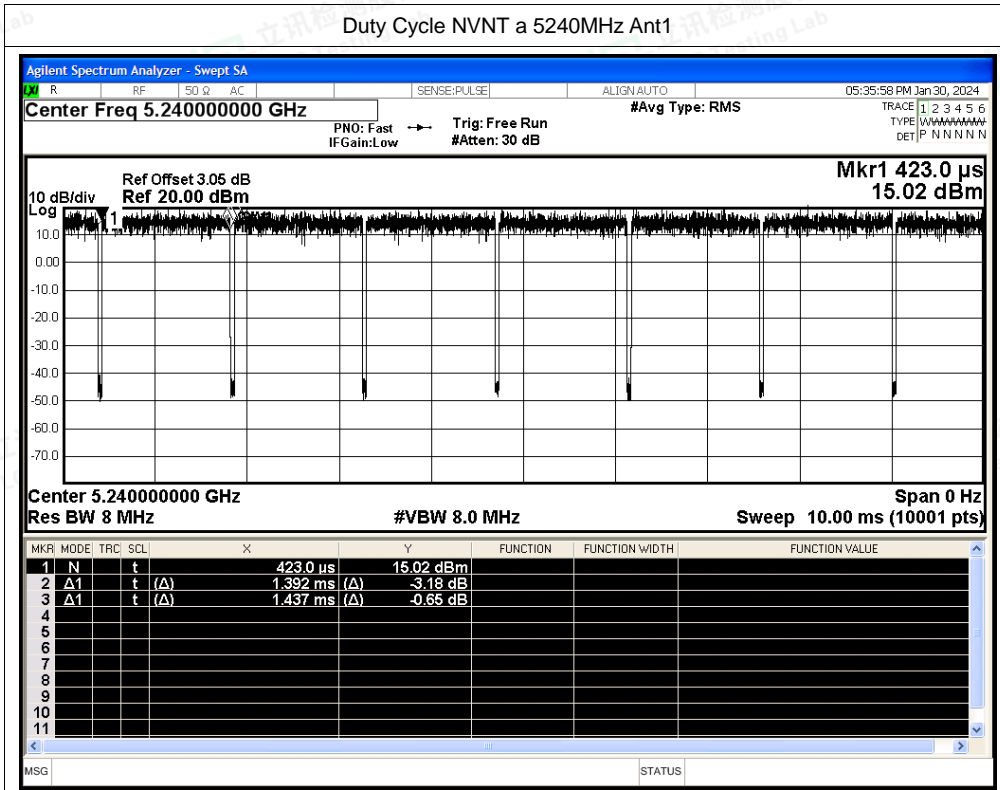 Duty Cycle NVNT a 5240MHz Ant1
Agilent Spectrum Analyzer - Swept SA
LXI R RF 50 Ω AC SENSE:PULSE ALIGN AUTO 05:35:58 PM Jan 30, 2024
Center Freq 5.240000000 GHz #Avg Type: RMS TRACE 1 2 3 4 5 6
PNO: Fast Trig: Free Run TYPE WWWWWW
IFGain:Low #Atten: 30 dB DET P N N N N N
Mkr1 423.0 µs
15.02 dBm
Ref Offset 3.05 dB
10 dB/div Ref 20.00 dBm
Log
1
10.0
0.00
-10.0
-20.0
-30.0
-40.0
-50.0
-60.0
-70.0
Center 5.240000000 GHz Span 0 Hz
Res BW 8 MHz #VBW 8.0 MHz Sweep 10.00 ms (10001 pts)
MKR MODE TRC SCL X Y FUNCTION FUNCTION WIDTH FUNCTION VALUE
1 N t 423.0 µs 15.02 dBm
2 Δ1 t (Δ) 1.392 ms (Δ) -3.18 dB
3 Δ1 t (Δ) 1.437 ms (Δ) -0.65 dB
4
5
6
7
8
9
10
11
MSG STATUS